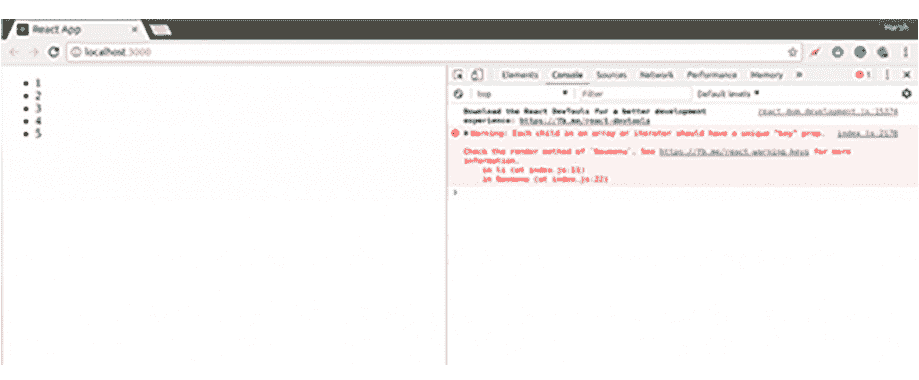 React App
Harsh
localhost:3000
1
2
3
4
5
Elements Console Sources Network Performance Memory »
1
top
Filter
Default levels
Download the React DevTools for a better development
experience: https://fb.me/react-devtools
react-dom.development.js:15376
Warning: Each child in an array or iterator should have a unique "key" prop.
index.js:2178
Check the render method of `                `. See https://fb.me/react-warning-keys for more
information.
in li (at index.js:11)
in (at index.js:22)